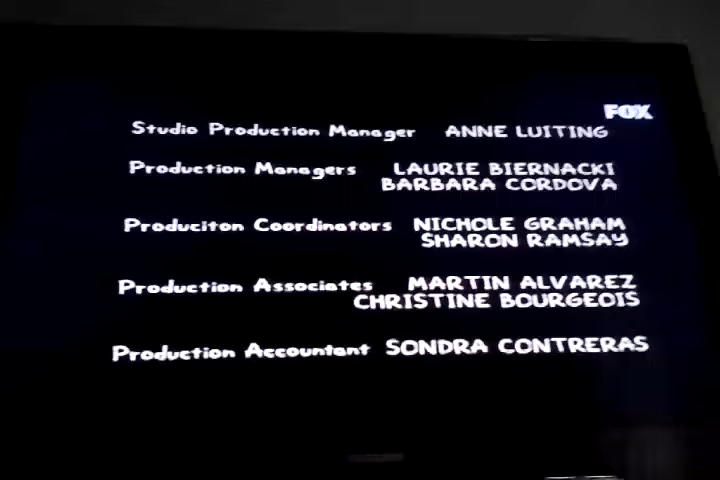 FOX
Studio Production Manager ANNE LUITING
Production Managers LAURIE BIERNACKI
BARBARA CORDOVA
Produciton Coordinators NICHOLE GRAHAM
SHARON RAMSAY
Production Associates MARTIN ALVAREZ
CHRISTINE BOURGEOIS
Production Accountant SONDRA CONTRERAS